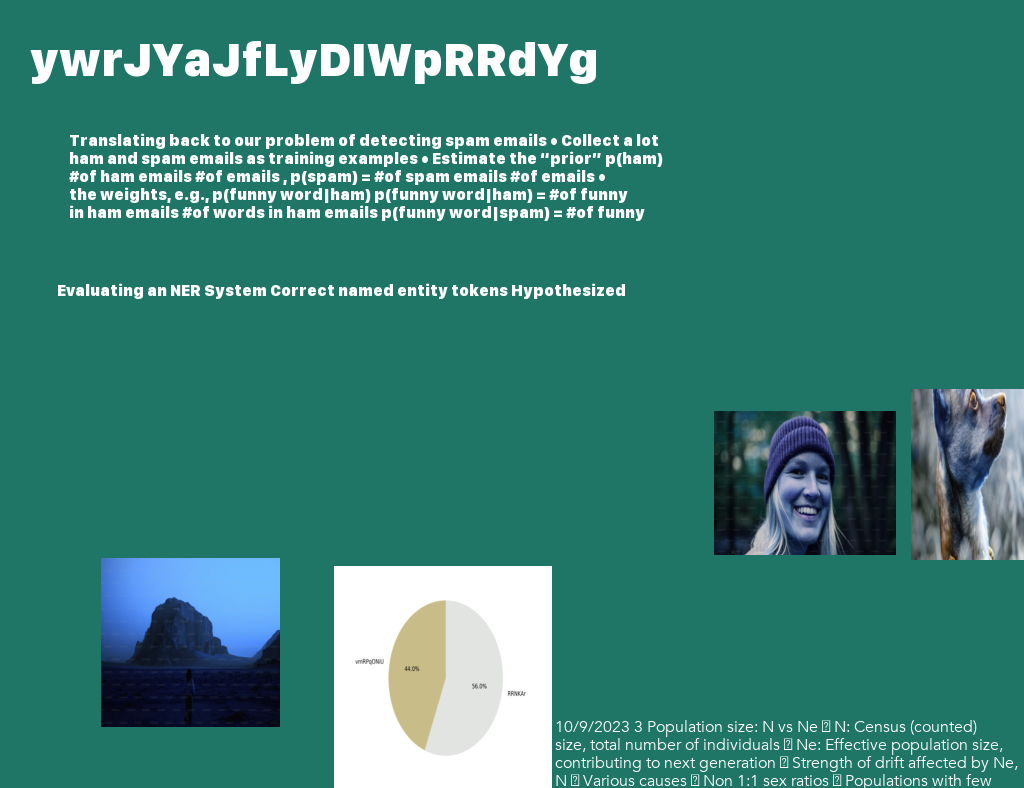 ywrJYaJfLyDIWpRRdYg
Translating back to our problem of detecting spam emails • Collect a lot
ham and spam emails as training examples • Estimate the “prior” p(ham)
#of ham emails #of emails , p(spam) = #of spam emails #of emails •
the weights, e.g., p(funny word|ham) p(funny word|ham) = #of funny
in ham emails #of words in ham emails p(funny word|spam) = #of funny
Evaluating an NER System Correct named entity tokens Hypothesized
vmRPqONiU
44.0%
56.0%
RRNKAr
10/9/2023 3 Population size: N vs Ne N: Census (counted)
size, total number of individuals Ne: Effective population size,
contributing to next generation Strength of drift affected by Ne,
N Various causes Non 1:1 sex ratios Populations with few